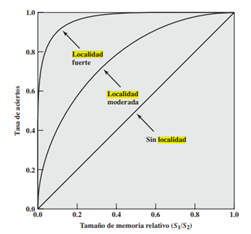 1.0
0.8
0.6
0.4
0.2
0.0
Tasa de aciertos
Localidad
fuerte
Localidad
moderada
Sin localidad
0.0 0.2 0.4 0.6 0.8 1.0
Tamaño de memoria relativo (S1/S2)